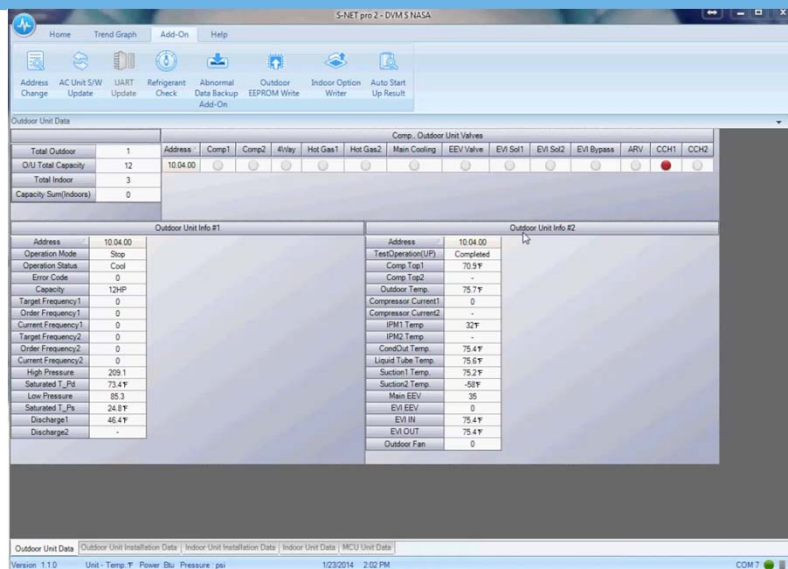 S-NET pro 2 - DVM S NASA
Home Trend Graph Add-On Help
Address Change AC Unit S/W Update UART Update Refrigerant Check Abnormal Data Backup Outdoor EEPROM Write Indoor Option Writer Auto Start Up Result
Add-On
Outdoor Unit Data
Comp., Outdoor Unit Valves
Total Outdoor 1 Address Comp1 Comp2 4Way Hot Gas1 Hot Gas2 Main Cooling EEV Valve EVI Sol1 EVI Sol2 EVI Bypass ARV CCH1 CCH2
O/U Total Capacity 12 10.04.00
Total Indoor 3
Capacity Sum(Indoors) 0
Outdoor Unit Info #1
Address 10.04.00
Operation Mode Stop
Operation Status Cool
Error Code 0
Capacity 12HP
Target Frequency1 0
Order Frequency1 0
Current Frequency1 0
Target Frequency2 0
Order Frequency2 0
Current Frequency2 0
High Pressure 209.1
Saturated T_Pd 73.4℉
Low Pressure 85.3
Saturated T_Ps 24.8℉
Discharge1 46.4℉
Discharge2 -
Outdoor Unit Info #2
Address 10.04.00
TestOperation(UP) Completed
Comp Top1 70.9℉
Comp Top2 -
Outdoor Temp. 75.7℉
Compressor Current1 0
Compressor Current2 -
IPM1 Temp 32℉
IPM2 Temp -
CondOut Temp. 75.4℉
Liquid Tube Temp. 75.6℉
Suction1 Temp. 75.2℉
Suction2 Temp. -58℉
Main EEV 35
EVI EEV 0
EVI IN 75.4℉
EVI OUT 75.4℉
Outdoor Fan 0
Outdoor Unit Data Outdoor Unit Installation Data Indoor Unit Installation Data Indoor Unit Data MCU Unit Data
Version 1.1.0 Unit - Temp.:℉ Power :Btu Pressure : psi 1/23/2014 2:02 PM COM 7